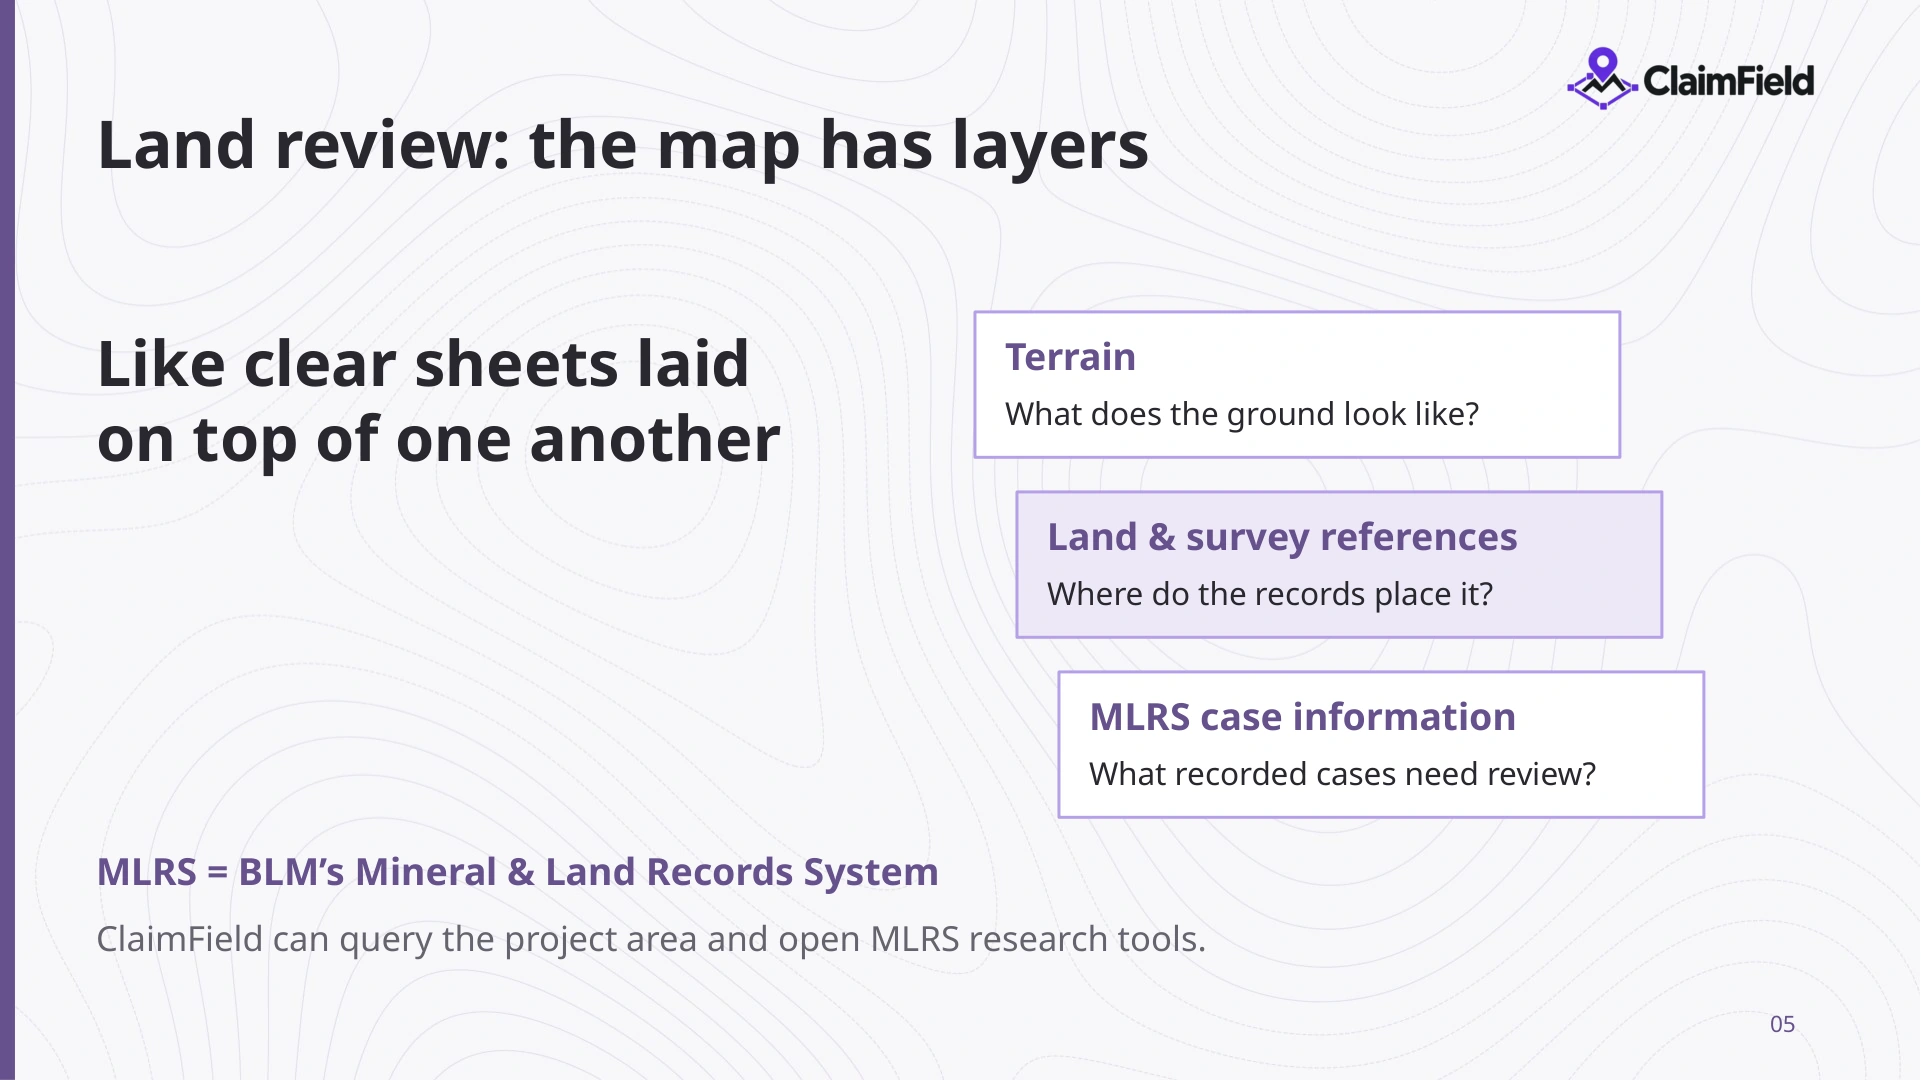 ClaimField
Land review: the map has layers
Like clear sheets laid
on top of one another
Terrain
What does the ground look like?
Land & survey references
Where do the records place it?
MLRS case information
What recorded cases need review?
MLRS = BLM’s Mineral & Land Records System
ClaimField can query the project area and open MLRS research tools.
05